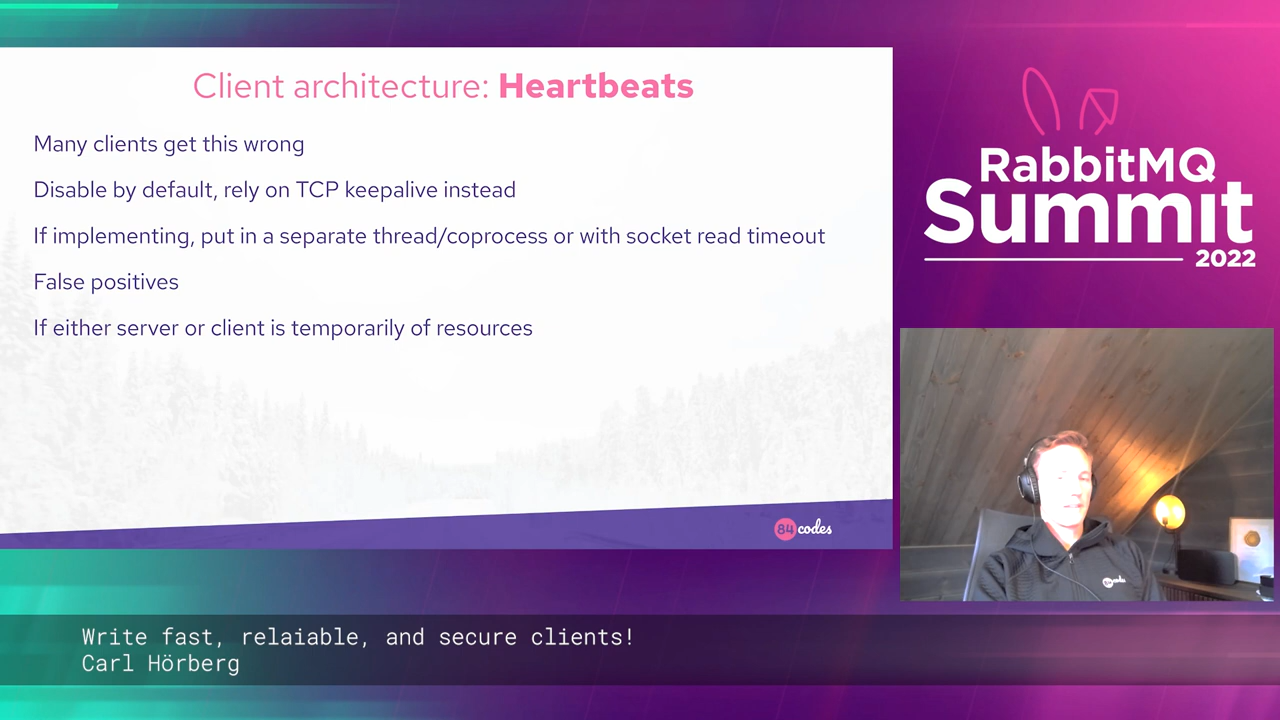 Client architecture: Heartbeats
Many clients get this wrong
Disable by default, rely on TCP keepalive instead
If implementing, put in a separate thread/coprocess or with socket read timeout
False positives
If either server or client is temporarily of resources
84 codes
RabbitMQ
Summit
2022
Write fast, relaiable, and secure clients!
Carl Hörberg